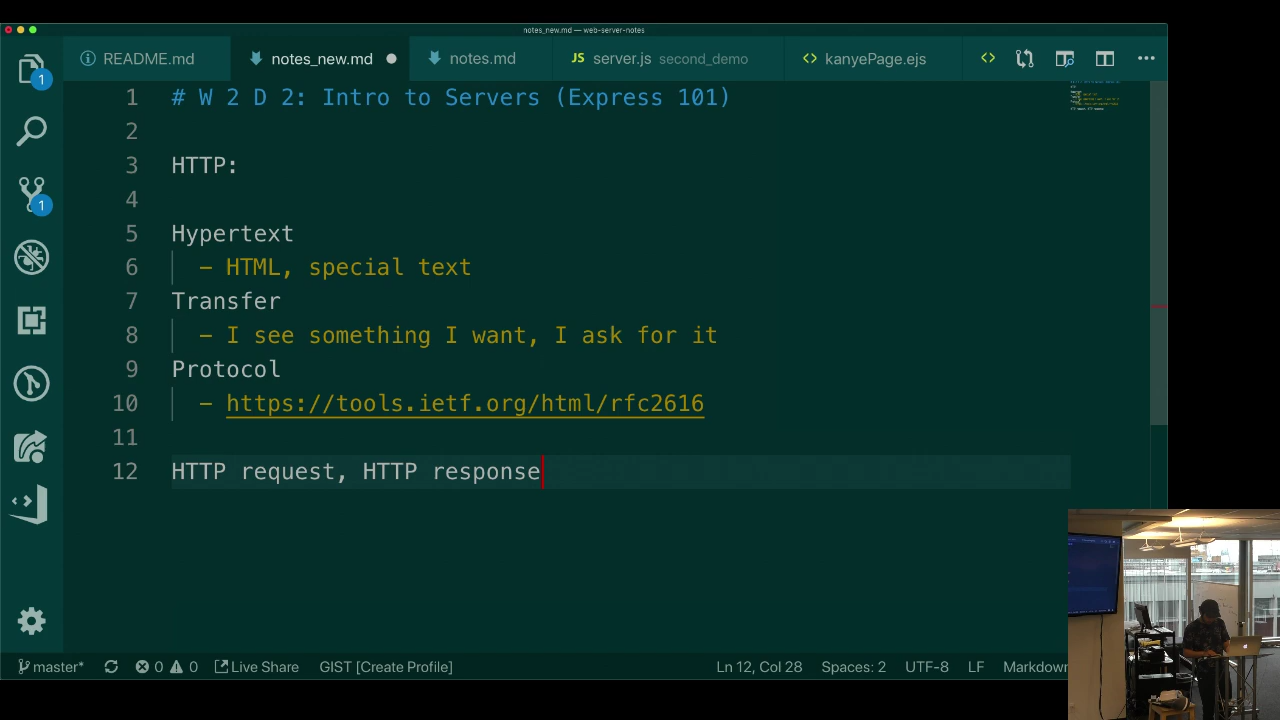 notes_new.md — web-server-notes
README.md
notes_new.md
notes.md
JS server.js second_demo
<> kanyePage.ejs
1 # W 2 D 2: Intro to Servers (Express 101)
2
3 HTTP:
4
5 Hypertext
6 - HTML, special text
7 Transfer
8 - I see something I want, I ask for it
9 Protocol
10 - https://tools.ietf.org/html/rfc2616
11
12 HTTP request, HTTP response
1
1
master* 0 0 Live Share GIST [Create Profile] Ln 12, Col 28 Spaces: 2 UTF-8 LF Markdown